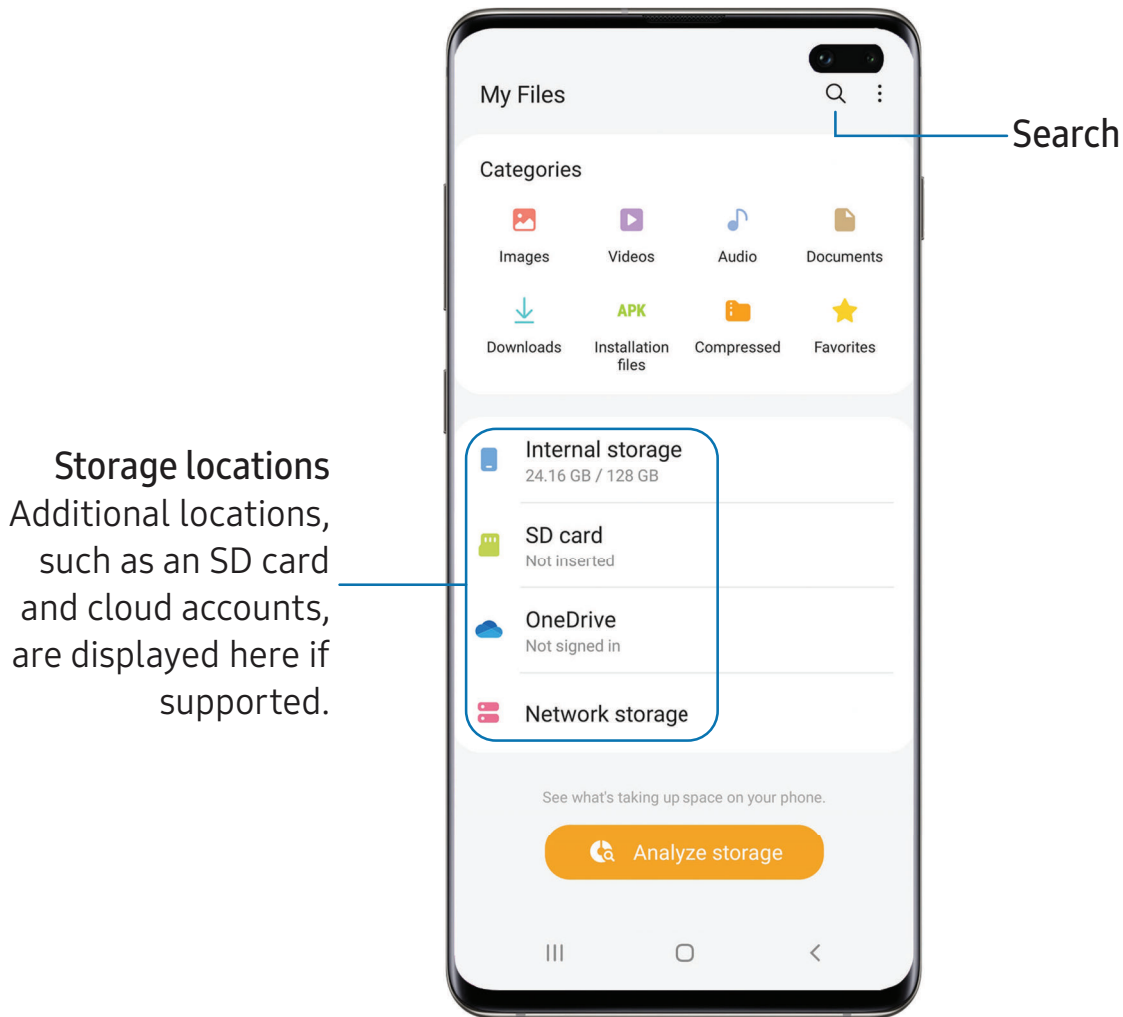 My Files
Search
Categories
Images Videos Audio Documents
APK
Downloads Installation files Compressed Favorites
Storage locations
Additional locations,
such as an SD card
and cloud accounts,
are displayed here if
supported.
Internal storage
24.16 GB / 128 GB
SD card
Not inserted
OneDrive
Not signed in
Network storage
See what's taking up space on your phone.
Analyze storage